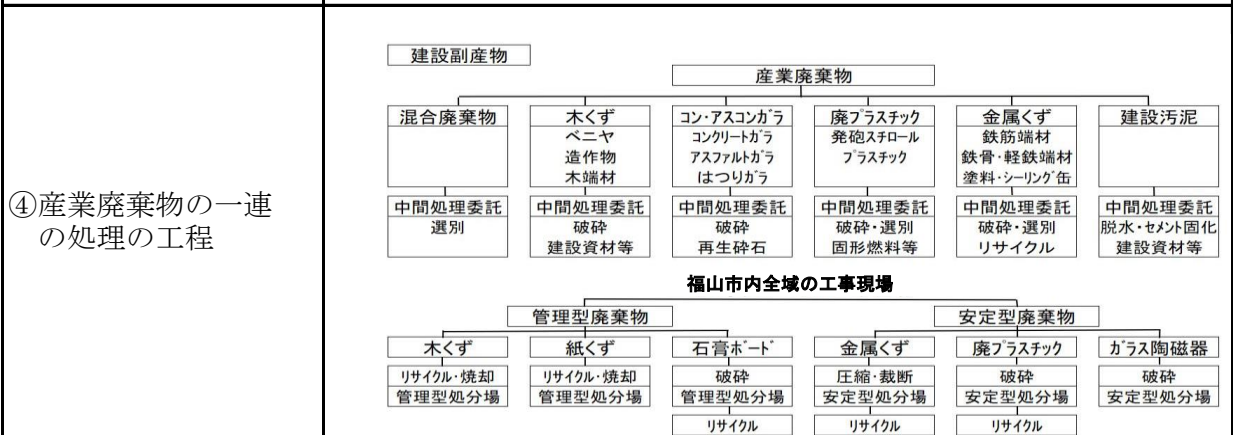 ④産業廃棄物の一連
の処理の工程
建設副産物
産業廃棄物
混合廃棄物
木くず
ベニヤ
造作物
木端材
コン・アスコンガラ
コンクリートガラ
アスファルトガラ
はつりガラ
廃プラスチック
発砲スチロール
プラスチック
金属くず
鉄筋端材
鉄骨・軽鉄端材
塗料・シーリング缶
建設汚泥
中間処理委託
選別
中間処理委託
破砕
建設資材等
中間処理委託
破砕
再生砕石
中間処理委託
破砕・選別
固形燃料等
中間処理委託
破砕・選別
リサイクル
中間処理委託
脱水・セメント固化
建設資材等
福山市内全域の工事現場
管理型廃棄物
安定型廃棄物
木くず
リサイクル・焼却
管理型処分場
紙くず
リサイクル・焼却
管理型処分場
石膏ボード
破砕
管理型処分場
リサイクル
金属くず
圧縮・裁断
安定型処分場
リサイクル
廃プラスチック
破砕
安定型処分場
リサイクル
ガラス陶磁器
破砕
安定型処分場